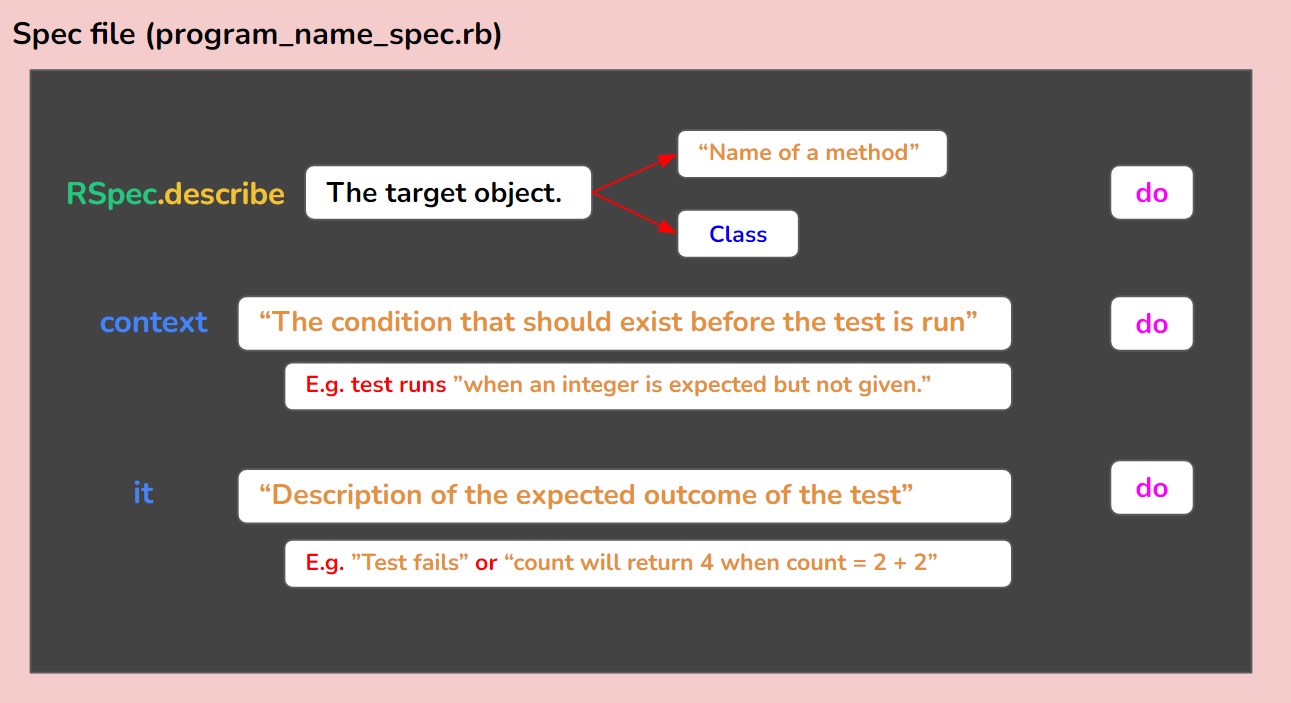 Spec file (program_name_spec.rb)
“Name of a method”
RSpec.describe The target object. do
Class
context “The condition that should exist before the test is run” do
E.g. test runs ”when an integer is expected but not given.”
it “Description of the expected outcome of the test” do
E.g. ”Test fails” or “count will return 4 when count = 2 + 2”